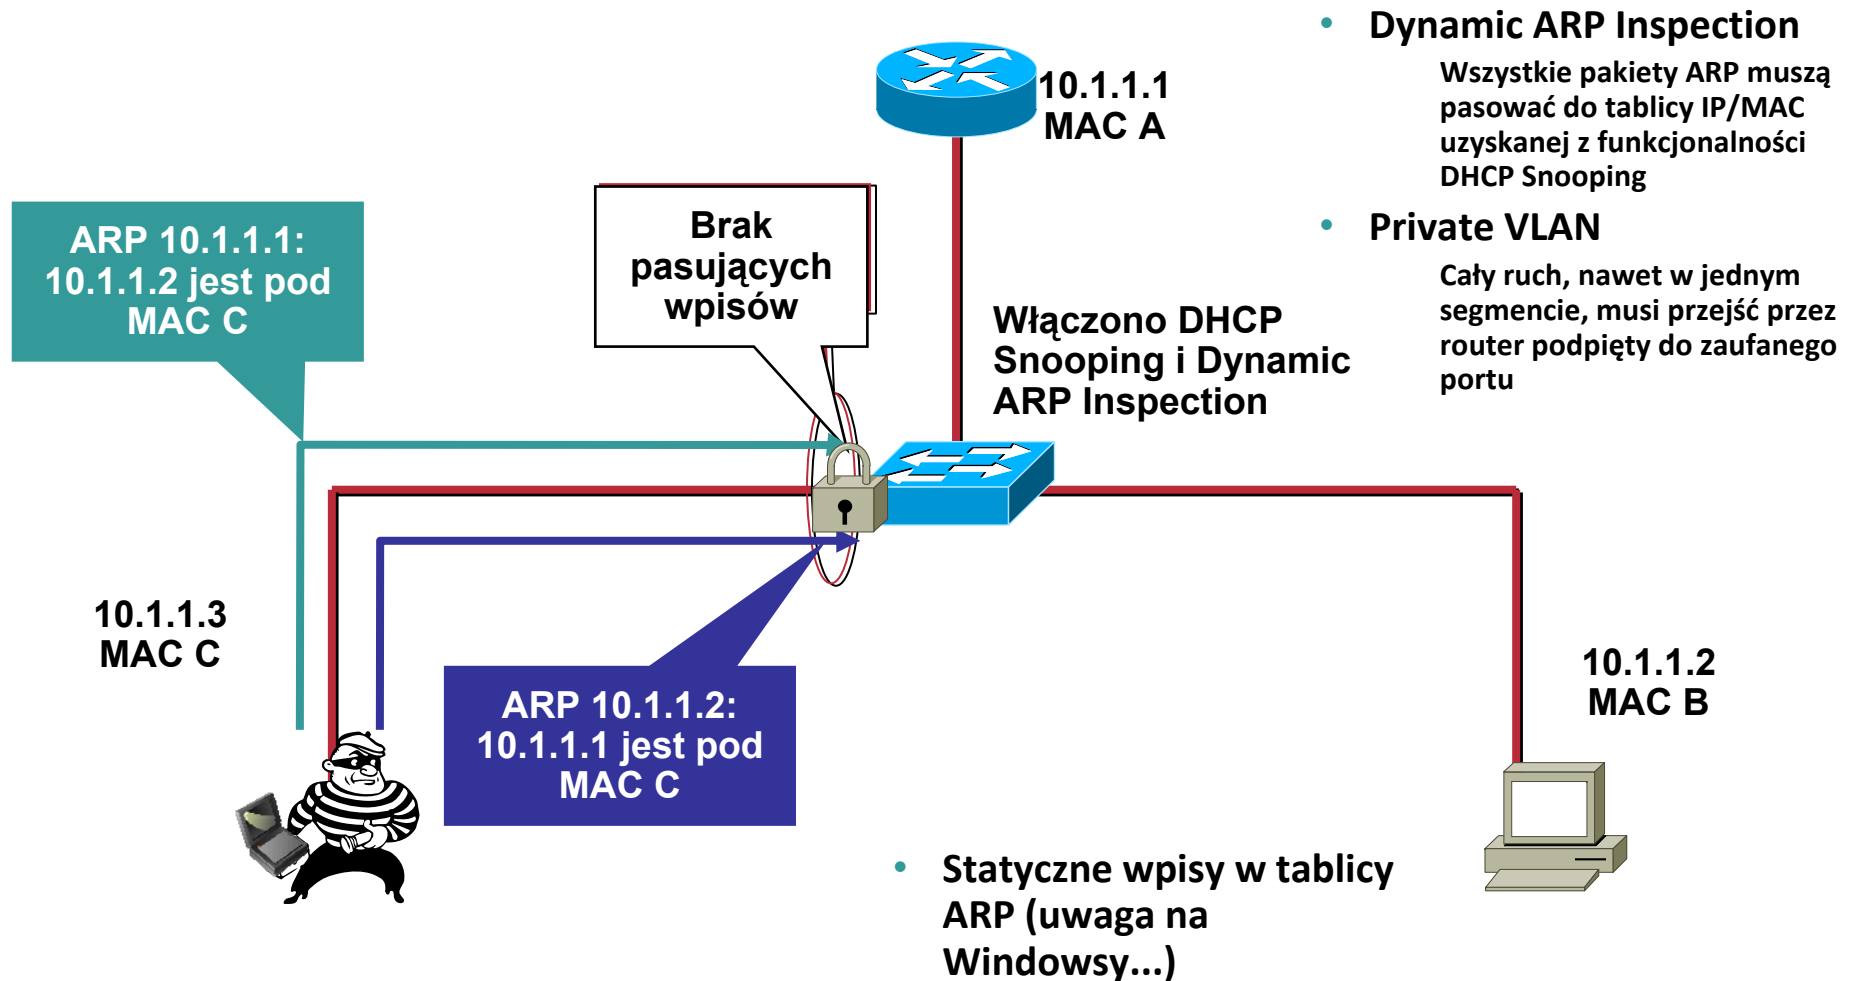 • Dynamic ARP Inspection
Wszystkie pakiety ARP muszą
pasować do tablicy IP/MAC
uzyskanej z funkcjonalności
DHCP Snooping
• Private VLAN
Cały ruch, nawet w jednym
segmencie, musi przejść przez
router podpięty do zaufanego
portu
10.1.1.1
MAC A
ARP 10.1.1.1:
10.1.1.2 jest pod
MAC C
Brak
pasujących
wpisów
Włączono DHCP
Snooping i Dynamic
ARP Inspection
10.1.1.3
MAC C
ARP 10.1.1.2:
10.1.1.1 jest pod
MAC C
10.1.1.2
MAC B
• Statyczne wpisy w tablicy
ARP (uwaga na
Windowsy...)